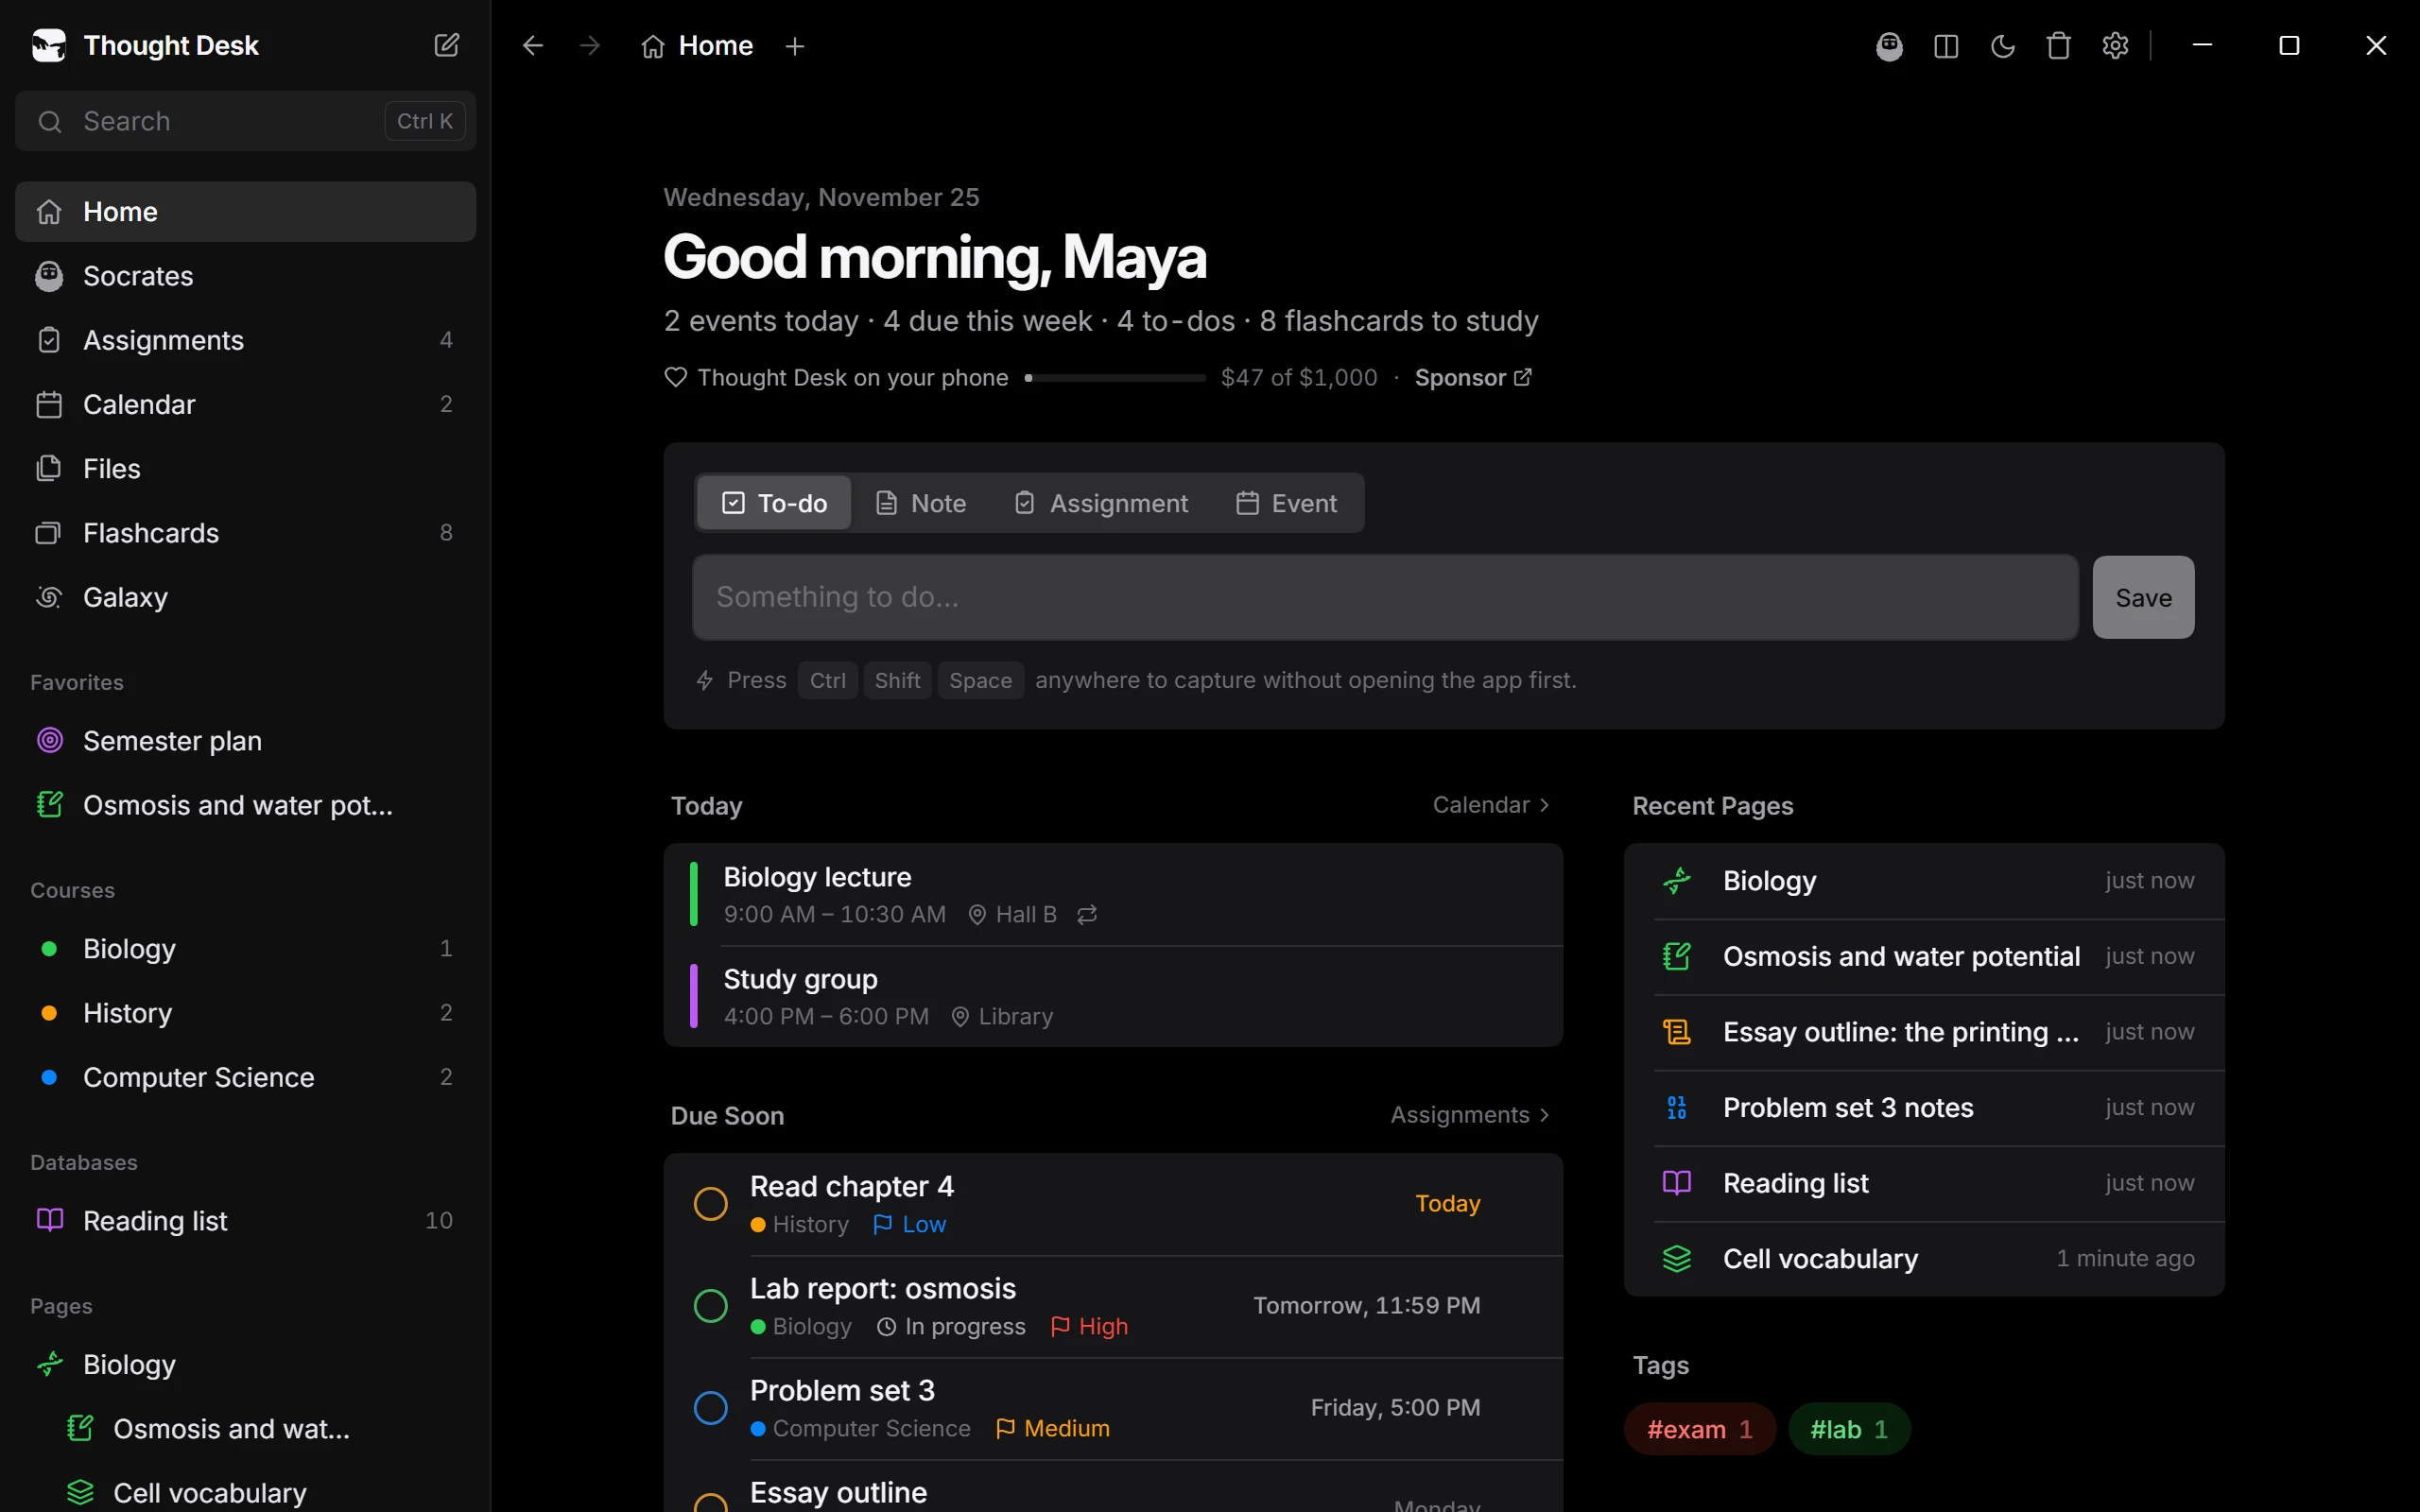 Thought Desk
Search
Ctrl K
Home
Socrates
Assignments 4
Calendar 2
Files
Flashcards 8
Galaxy
Favorites
Semester plan
Osmosis and water pot...
Courses
Biology 1
History 2
Computer Science 2
Databases
Reading list 10
Pages
Biology
Osmosis and wat...
Cell vocabulary
Home
Wednesday, November 25
Good morning, Maya
2 events today · 4 due this week · 4 to-dos · 8 flashcards to study
Thought Desk on your phone $47 of $1,000 · Sponsor
To-do Note Assignment Event
Something to do...
Save
Press Ctrl Shift Space anywhere to capture without opening the app first.
Today
Calendar
Biology lecture
9:00 AM – 10:30 AM Hall B
Study group
4:00 PM – 6:00 PM Library
Due Soon
Assignments
Read chapter 4
History Low
Today
Lab report: osmosis
Biology In progress High
Tomorrow, 11:59 PM
Problem set 3
Computer Science Medium
Friday, 5:00 PM
Essay outline
Monday
Recent Pages
Biology just now
Osmosis and water potential just now
Essay outline: the printing ... just now
01
10
Problem set 3 notes just now
Reading list just now
Cell vocabulary 1 minute ago
Tags
#exam 1
#lab 1